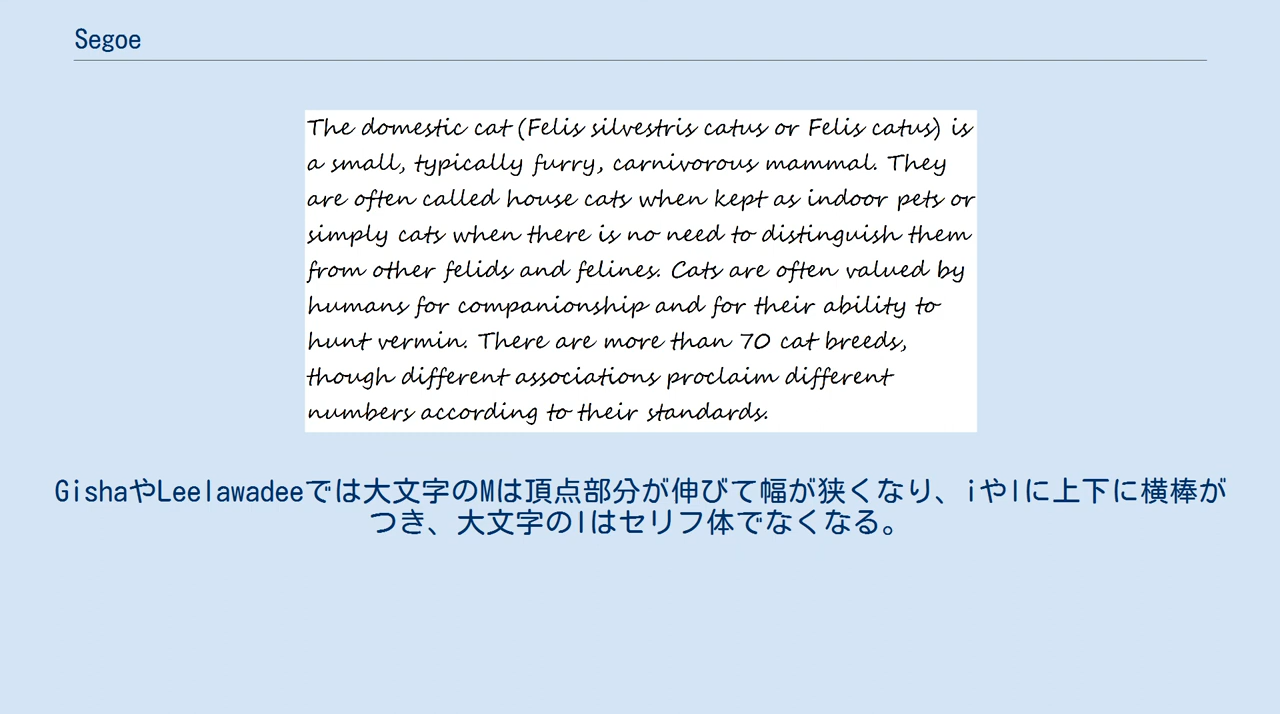 Segoe
The domestic cat (Felis silvestris catus or Felis catus) is
a small, typically furry, carnivorous mammal. They
are often called house cats when kept as indoor pets or
simply cats when there is no need to distinguish them
from other felids and felines. Cats are often valued by
humans for companionship and for their ability to
hunt vermin. There are more than 70 cat breeds,
though different associations proclaim different
numbers according to their standards.
GishaやLeelawadeeでは大文字のMは頂点部分が伸びて幅が狭くなり、iやlに上下に横棒が
つき、大文字のIはセリフ体でなくなる。